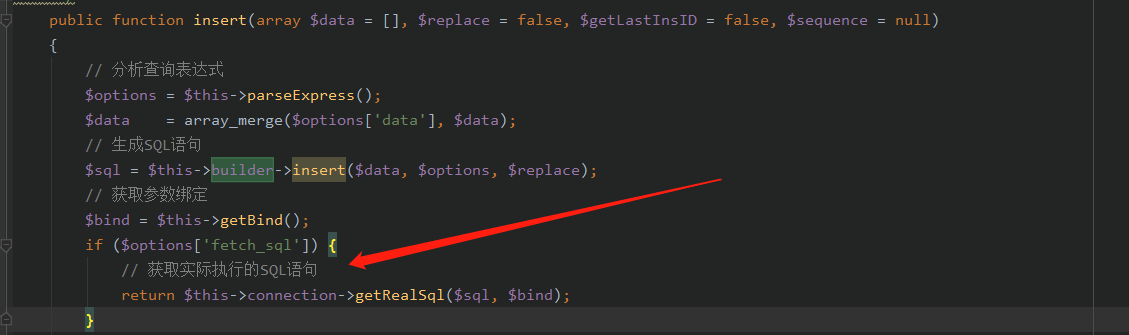 public function insert(array $data = [], $replace = false, $getLastInsID = false, $sequence = null)
{
// 分析查询表达式
$options = $this->parseExpress();
$data    = array_merge($options['data'], $data);
// 生成SQL语句
$sql = $this->builder->insert($data, $options, $replace);
// 获取参数绑定
$bind = $this->getBind();
if ($options['fetch_sql']) {
// 获取实际执行的SQL语句
return $this->connection->getRealSql($sql, $bind);
}